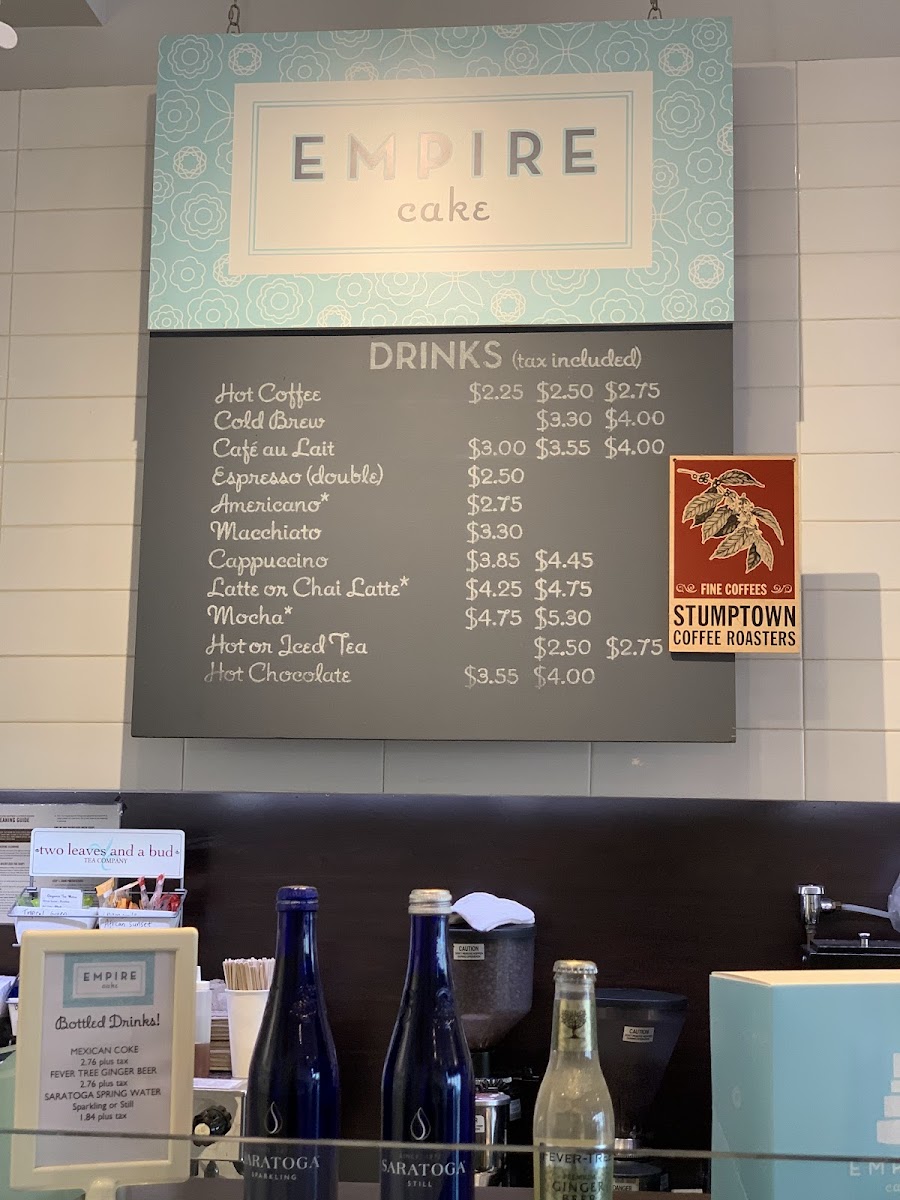 EMPIRE
cake
DRINKS (tax included)
Hot Coffee $2.25 $2.50 $2.75
Cold Brew $3.30 $4.00
Café au Lait $3.00 $3.55 $4.00
Espresso (double) $2.50
Americano* $2.75
Macchiato $3.30
Cappuccino $3.85 $4.45
Latte or Chai Latte* $4.25 $4.75
Mocha* $4.75 $5.30
Hot or Iced Tea $2.50 $2.75
Hot Chocolate $3.55 $4.00
FINE COFFEES
STUMPTOWN
COFFEE ROASTERS
two leaves and a bud
TEA COMPANY
EMPIRE
cake
Bottled Drinks!
MEXICAN COKE
2.76 plus tax
FEVER TREE GINGER BEER
2.76 plus tax
SARATOGA SPRING WATER
Sparkling or Still
1.84 plus tax
ARATOGA
SPARKLING
SARATOGA
STILL
CAUTION
CAUTION
FEVER-TRE
GINGER
BEER
DANGER
EMP